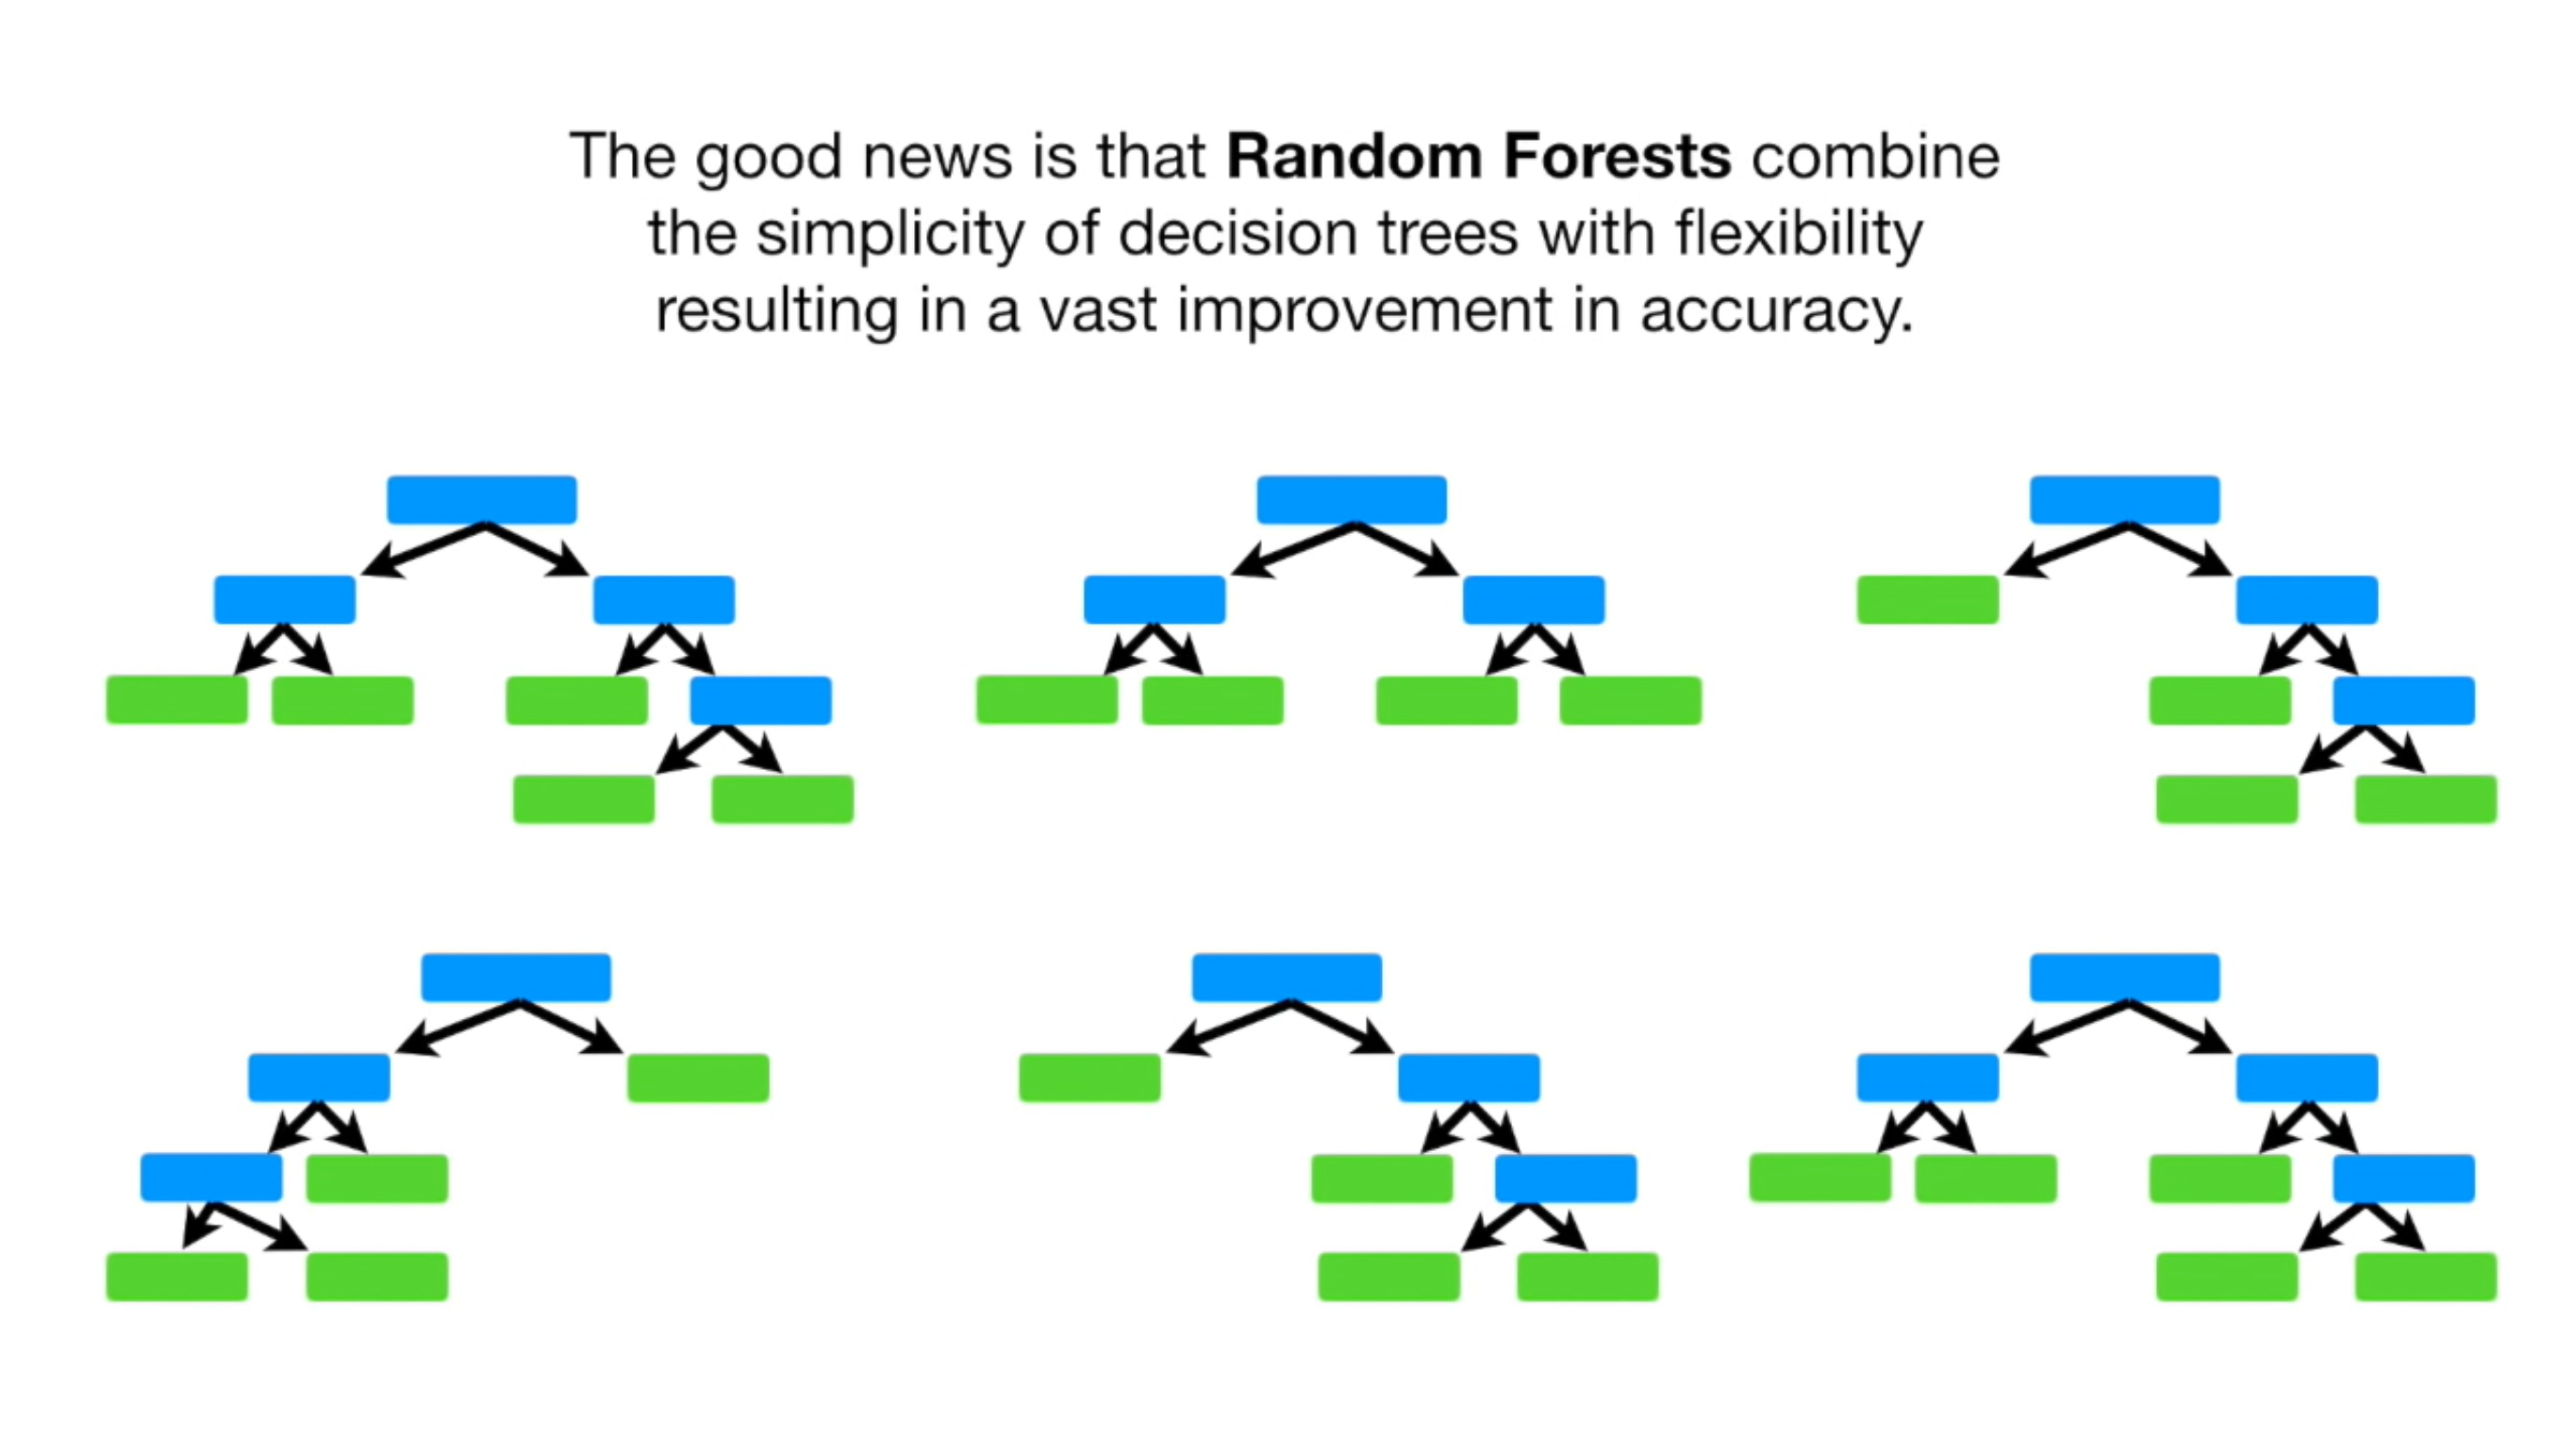 The good news is that Random Forests combine
the simplicity of decision trees with flexibility
resulting in a vast improvement in accuracy.